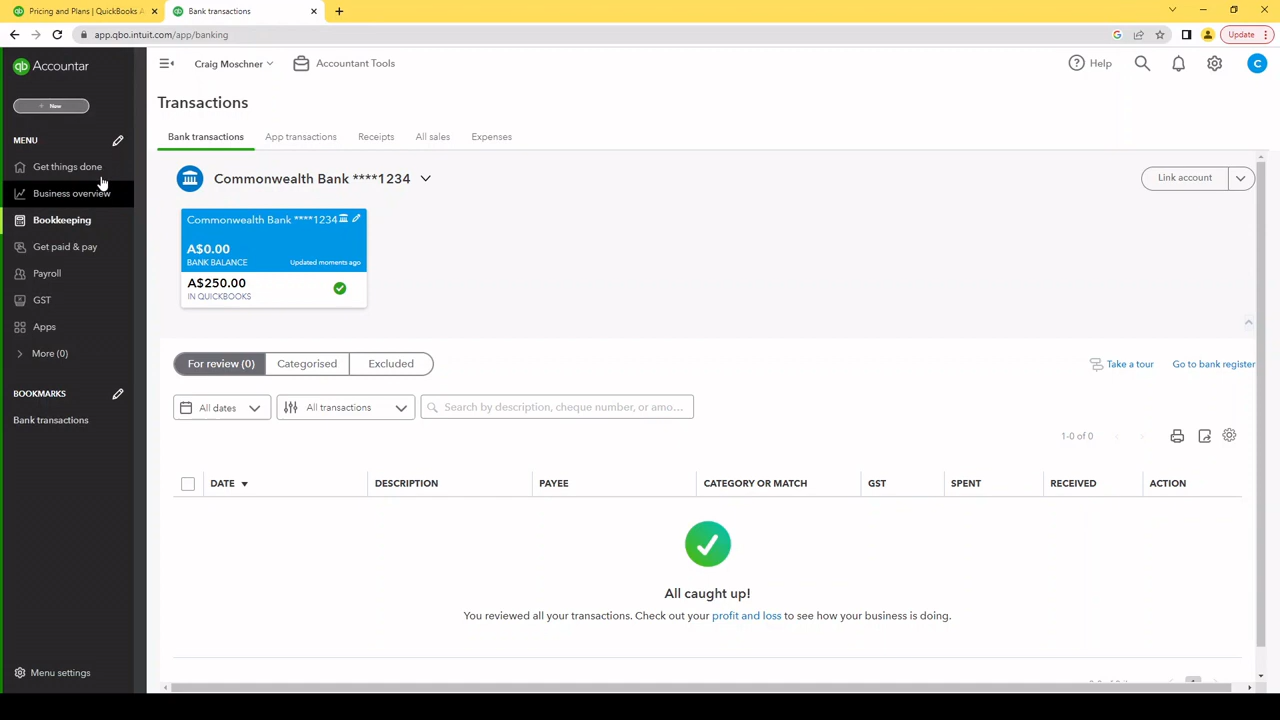 Pricing and Plans | QuickBooks A
Bank transactions
app.qbo.intuit.com/app/banking
Update
qb Accountar
Craig Moschner
Accountant Tools
Help
C
+ New
MENU
Get things done
Business overview
Bookkeeping
Get paid & pay
Payroll
GST
Apps
More (0)
BOOKMARKS
Bank transactions
Menu settings
Transactions
Bank transactions
App transactions
Receipts
All sales
Expenses
Commonwealth Bank ****1234
Link account
Commonwealth Bank ****1234
A$0.00
BANK BALANCE
Updated moments ago
A$250.00
IN QUICKBOOKS
For review (0)
Categorised
Excluded
Take a tour
Go to bank register
All dates
All transactions
Search by description, cheque number, or amo...
1-0 of 0
DATE
DESCRIPTION
PAYEE
CATEGORY OR MATCH
GST
SPENT
RECEIVED
ACTION
All caught up!
You reviewed all your transactions. Check out your profit and loss to see how your business is doing.